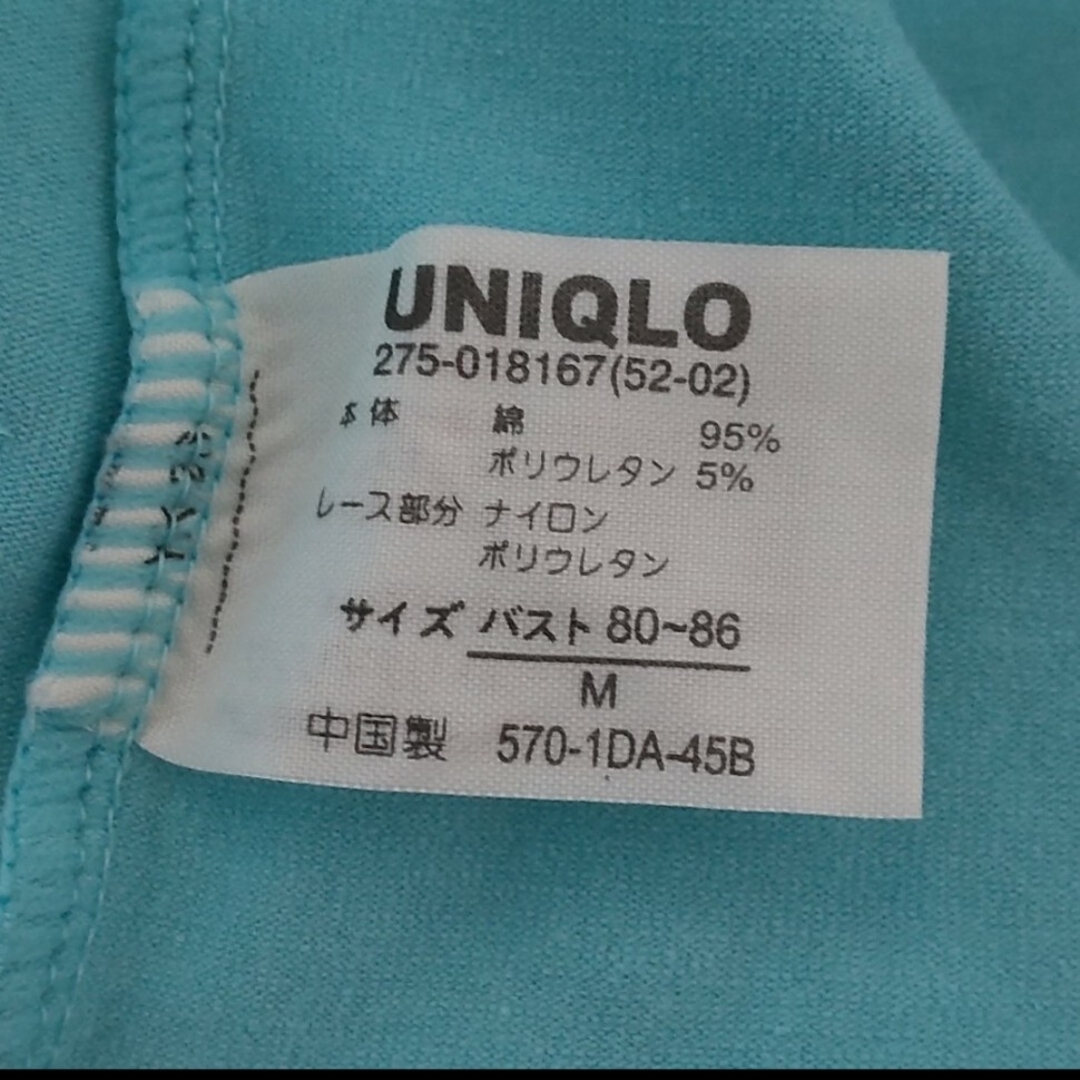 UNIQLO
275-018167(52-02)
本体 綿 95%
ポリウレタン 5%
レース部分 ナイロン
ポリウレタン
サイズ バスト 80~86
M
中国製 570-1DA-45B